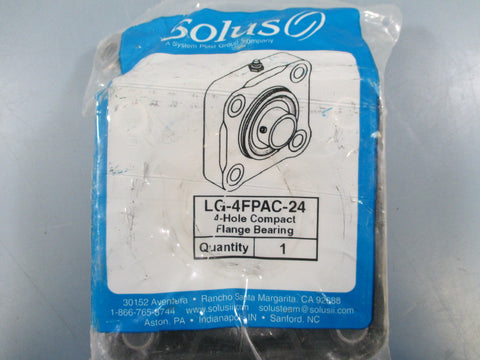 Solus
A System Plast Group Company
LG-4FPAC-24
4-Hole Compact
Flange Bearing
Quantity 1
30152 Aventura • Rancho Santa Margarita, CA 92688
1-866-765-8744 www.solusii.com solusteem@solusii.com
Aston, PA • Indianapolis IN • Sanford, NC